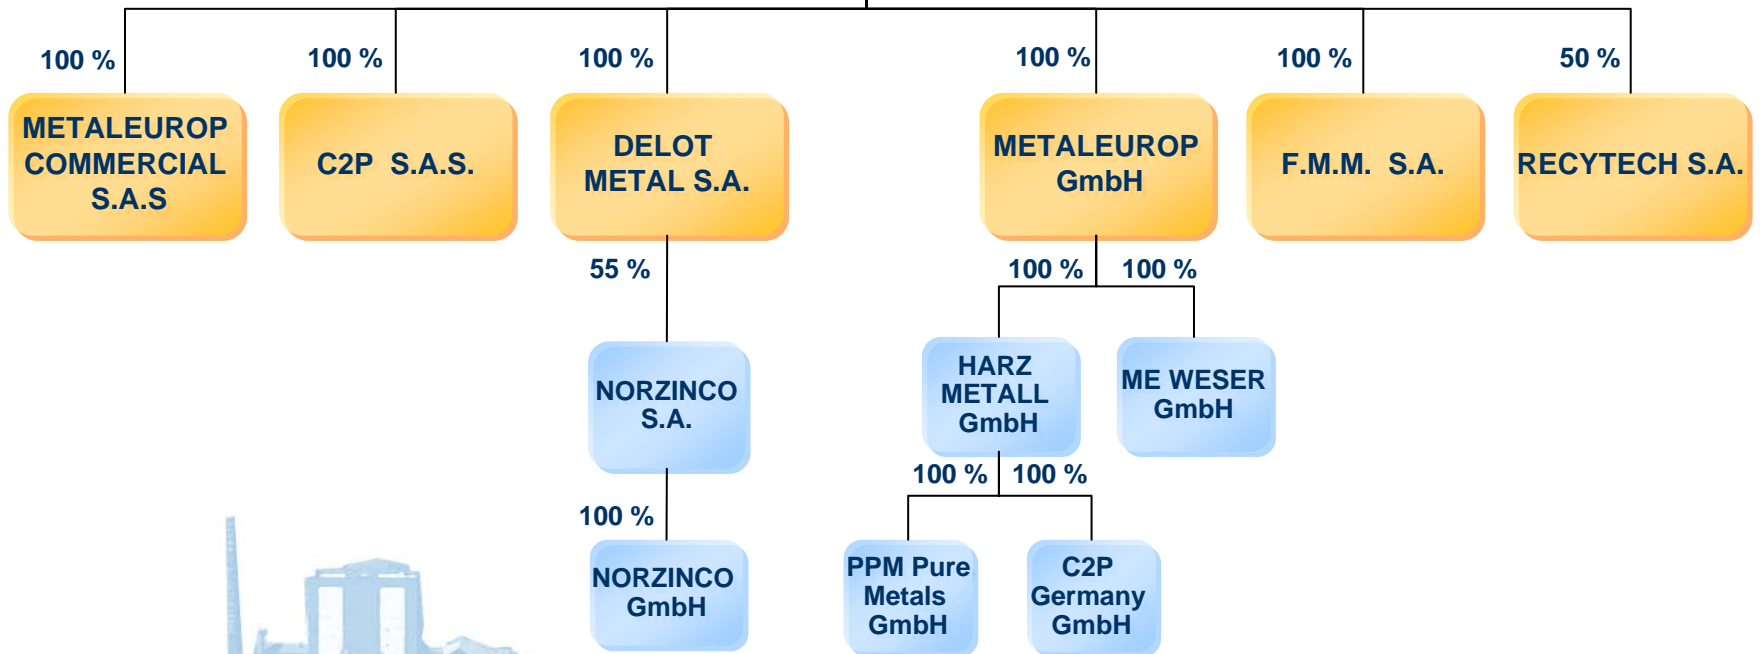 100 %
100 %
100 %
100 %
100 %
50 %
METALEUROP
COMMERCIAL
S.A.S
C2P S.A.S.
DELOT
METAL S.A.
METALEUROP
GmbH
F.M.M. S.A.
RECYTECH S.A.
55 %
100 %
100 %
NORZINCO
S.A.
HARZ
METALL
GmbH
ME WESER
GmbH
100 %
100 %
100 %
NORZINCO
GmbH
PPM Pure
Metals
GmbH
C2P
Germany
GmbH